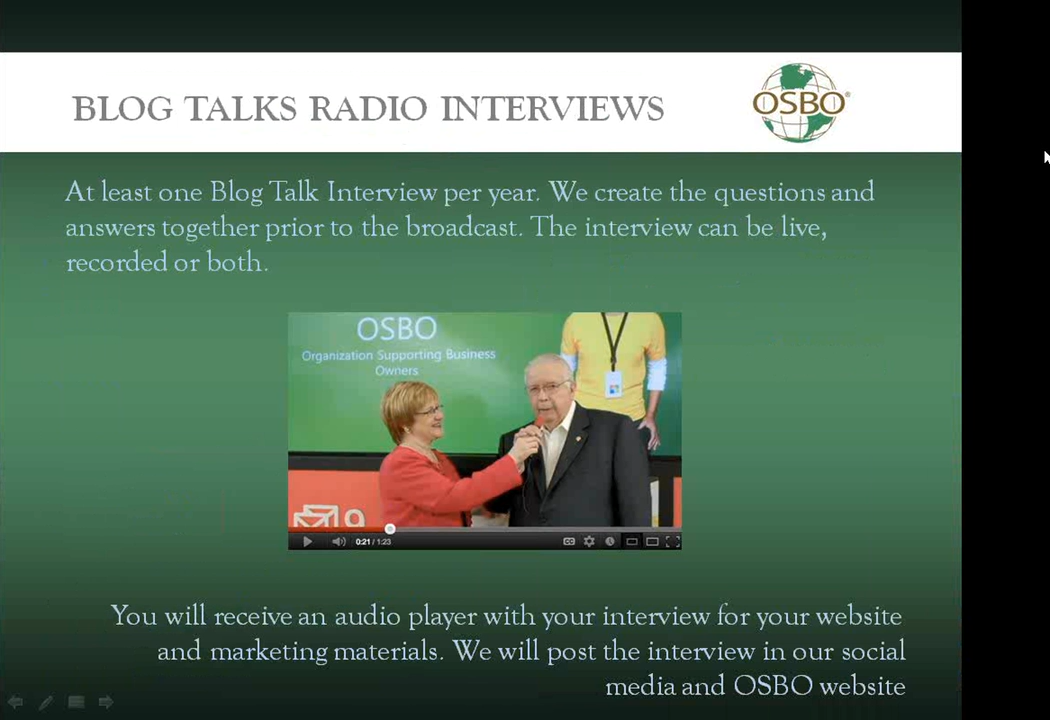 BLOG TALKS RADIO INTERVIEWS
OSBO®
At least one Blog Talk Interview per year. We create the questions and
answers together prior to the broadcast. The interview can be live,
recorded or both.
OSBO
Organization Supporting Business
Owners
9
0:21 / 1:23
CC
You will receive an audio player with your interview for your website
and marketing materials. We will post the interview in our social
media and OSBO website